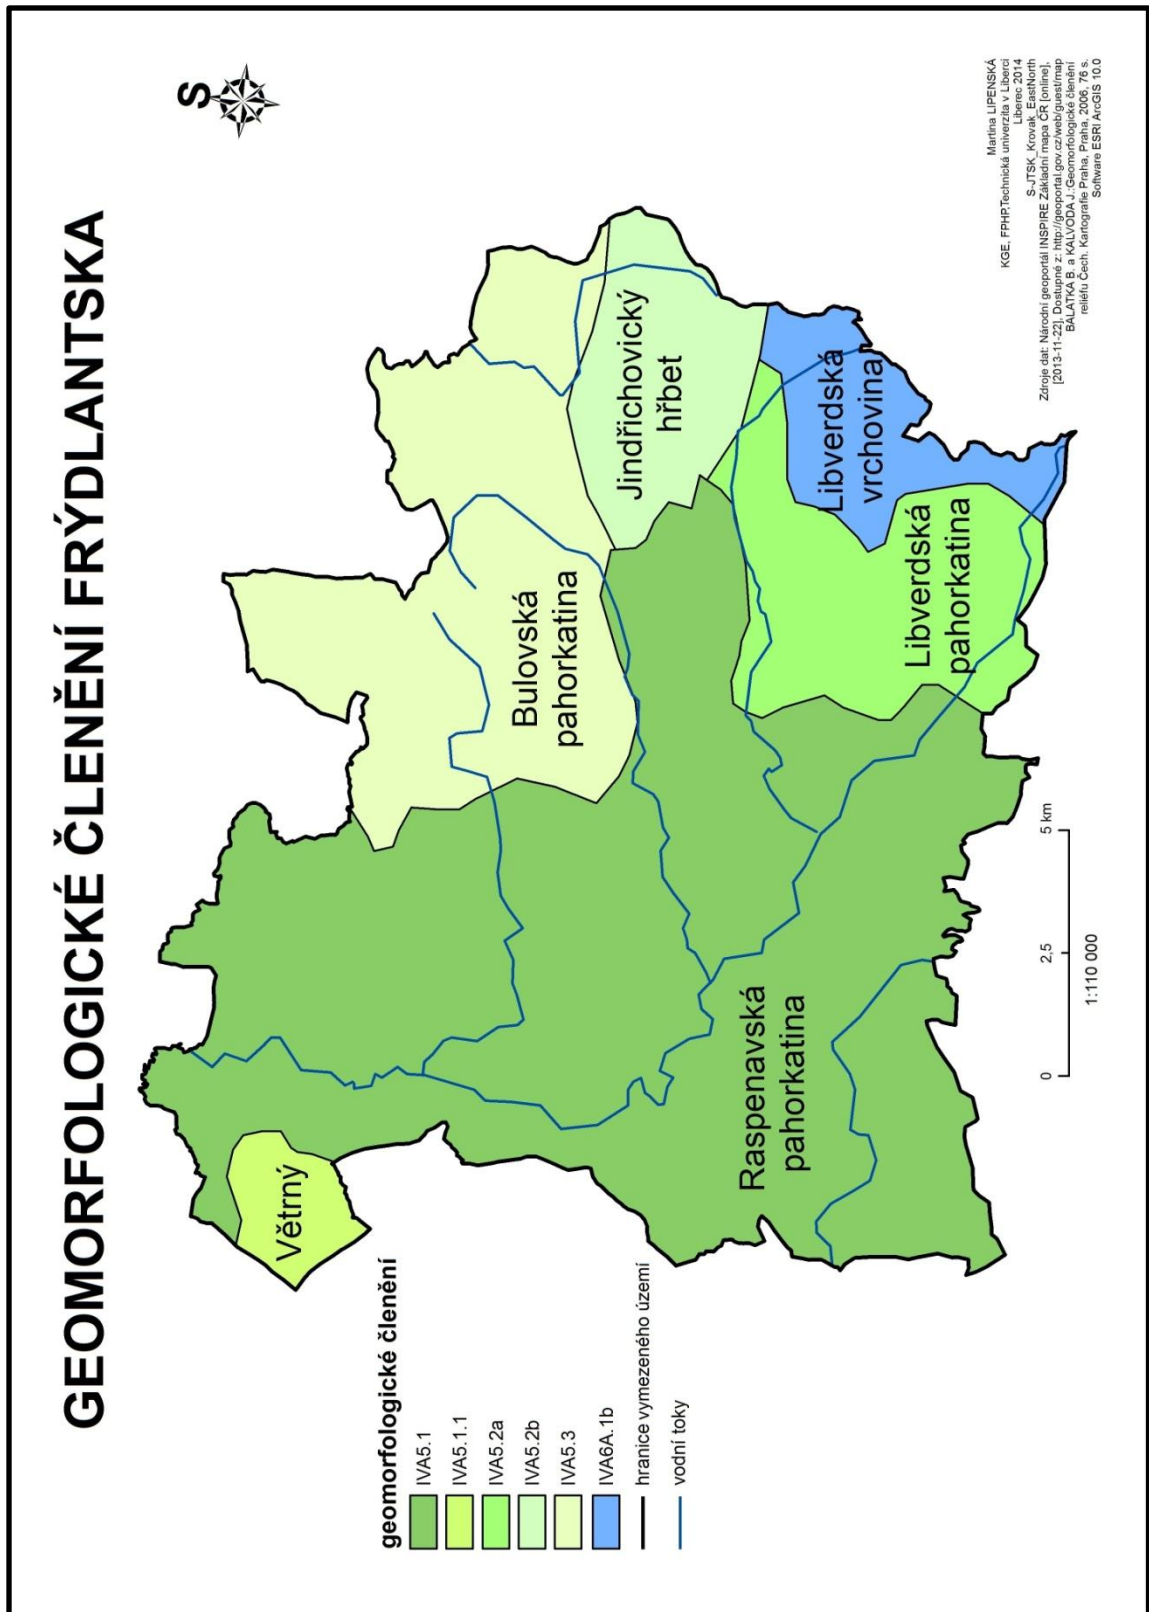 GEOMORFOLOGICKÉ ČLENĚNÍ FRÝDLANTSKA
S
Větrný
Bulovská
pahorkatina
Jindřichovický
hřbet
Raspenavská
pahorkatina
Libverdská
pahorkatina
Libverdská
vrchovina
geomorfologické členění
IVA5.1
IVA5.1.1
IVA5.2a
IVA5.2b
IVA5.3
IVA6A.1b
hranice vymezeného území
vodní toky
0 2,5 5 km
1:110 000
Martina LIPENSKÁ
KGE, FPHP,Technická univerzita v Liberci
Liberec 2014
S-JTSK_Krovak_EastNorth
Zdroje dat: Národní geoportál INSPIRE Základní mapa ČR [online],
[2013-11-22], Dostupné z: http://geoportal.gov.cz/web/guest/map
BALATKA B. a KALVODA J.:Geomorfologické členění
reliéfu Čech. Kartografie Praha, Praha, 2006, 76 s.
Software ESRI ArcGIS 10.0